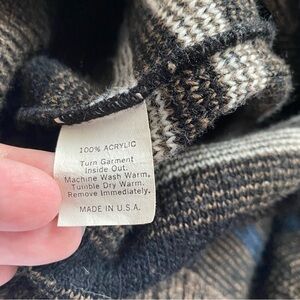 100% ACRYLIC
Turn Garment
Inside Out.
Machine Wash Warm,
Tumble Dry Warm.
Remove Immediately.
MADE IN U.S.A.